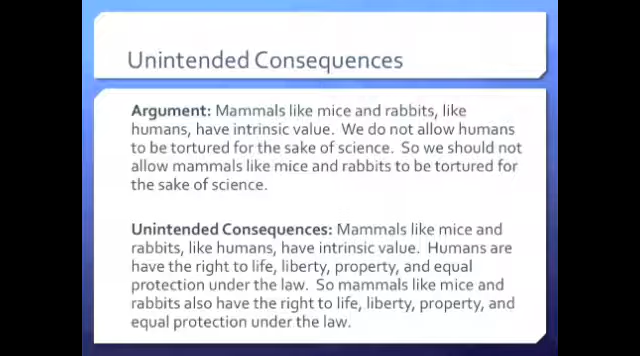 Unintended Consequences
Argument: Mammals like mice and rabbits, like
humans, have intrinsic value. We do not allow humans
to be tortured for the sake of science. So we should not
allow mammals like mice and rabbits to be tortured for
the sake of science.
Unintended Consequences: Mammals like mice and
rabbits, like humans, have intrinsic value. Humans are
have the right to life, liberty, property, and equal
protection under the law. So mammals like mice and
rabbits also have the right to life, liberty, property, and
equal protection under the law.